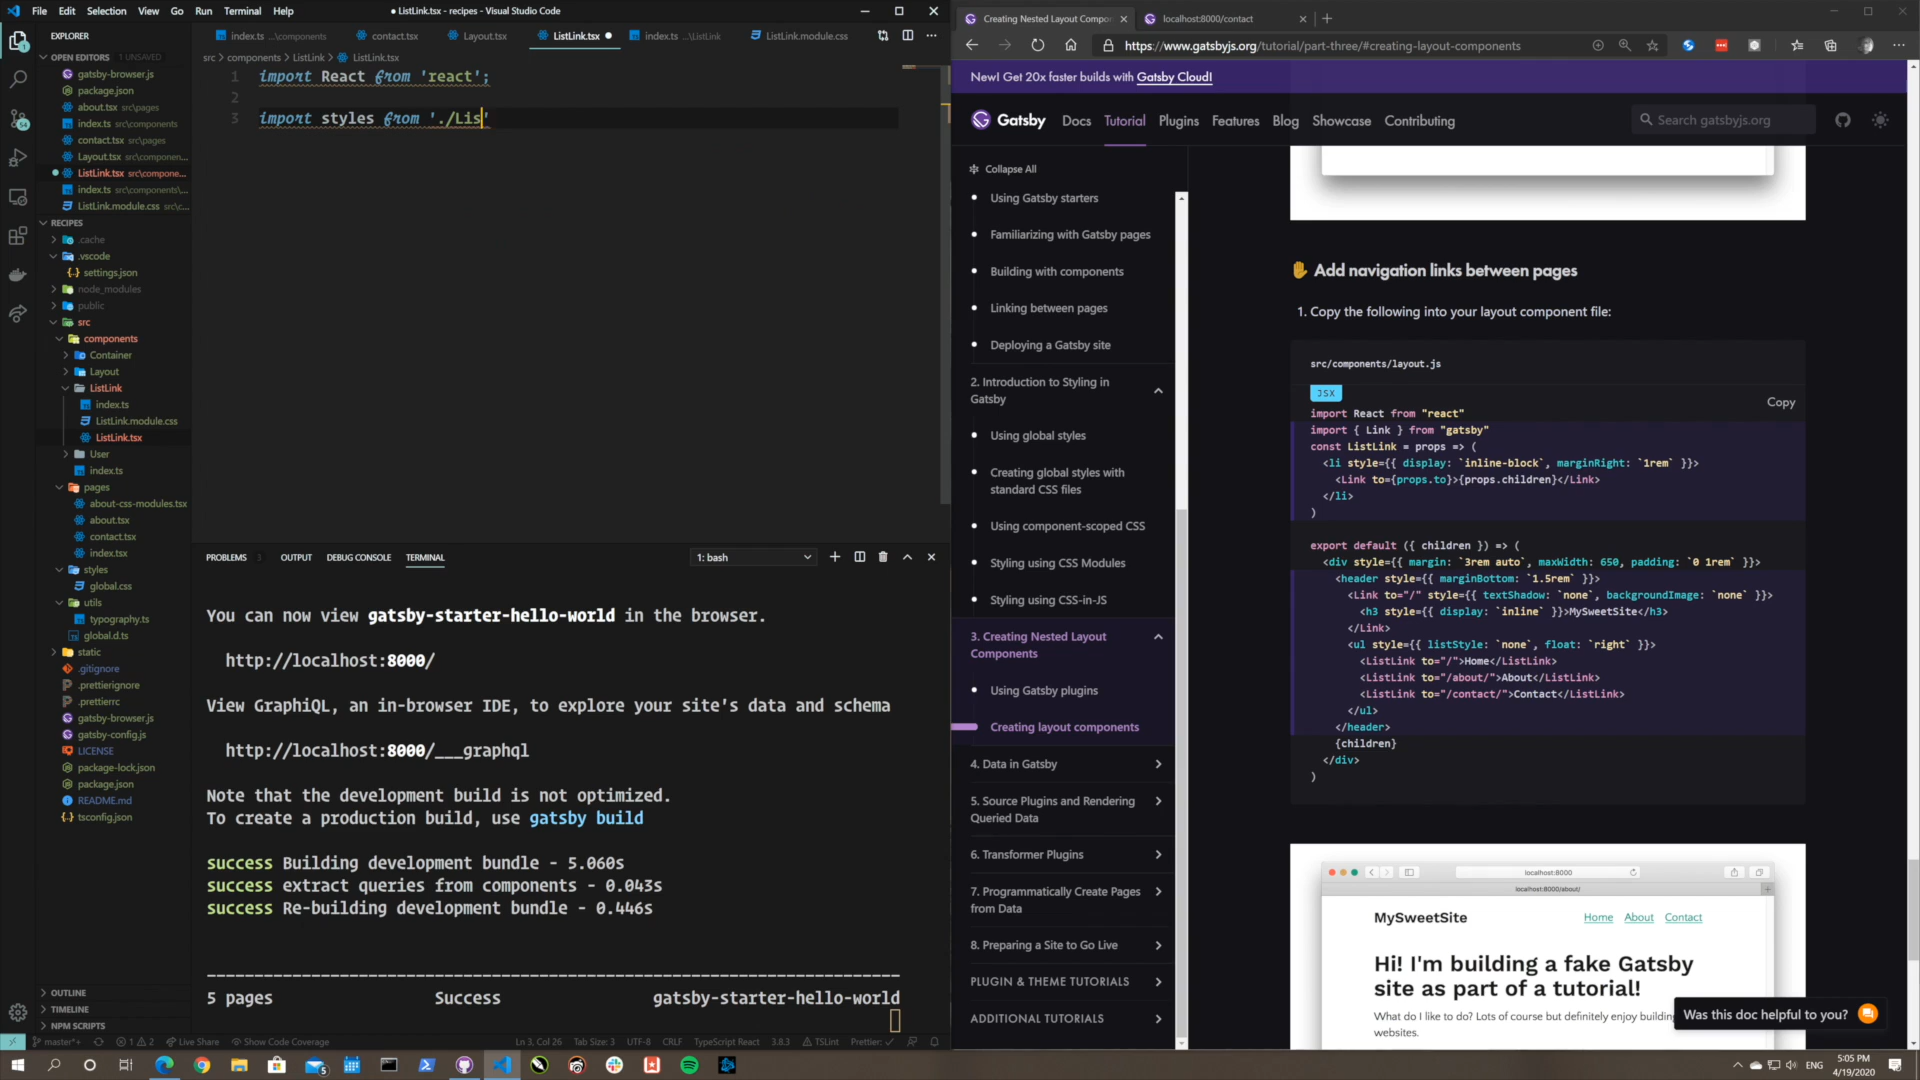 File Edit Selection View Go Run Terminal Help
● ListLink.tsx - recipes - Visual Studio Code
EXPLORER
OPEN EDITORS 1 UNSAVED
gatsby-browser.js
package.json
about.tsx src\pages
index.ts src\components
contact.tsx src\pages
Layout.tsx src\componen...
ListLink.tsx src\compone...
index.ts src\components\...
ListLink.module.css src\c...
RECIPES
.cache
.vscode
settings.json
node_modules
public
src
components
Container
Layout
ListLink
index.ts
ListLink.module.css
ListLink.tsx
User
index.ts
pages
about-css-modules.tsx
about.tsx
contact.tsx
index.tsx
styles
global.css
utils
typography.ts
global.d.ts
static
.gitignore
.prettierignore
.prettierrc
gatsby-browser.js
gatsby-config.js
LICENSE
package-lock.json
package.json
README.md
tsconfig.json
OUTLINE
TIMELINE
NPM SCRIPTS
index.ts ...\components
contact.tsx
Layout.tsx
ListLink.tsx ●
index.ts ...\ListLink
ListLink.module.css
src > components > ListLink > ListLink.tsx
1 import React from 'react';
2
3 import styles from './Lis'
PROBLEMS 3 OUTPUT DEBUG CONSOLE TERMINAL
1: bash
You can now view gatsby-starter-hello-world in the browser.
http://localhost:8000/
View GraphiQL, an in-browser IDE, to explore your site's data and schema
http://localhost:8000/___graphql
Note that the development build is not optimized.
To create a production build, use gatsby build
success Building development bundle - 5.060s
success extract queries from components - 0.043s
success Re-building development bundle - 0.446s
5 pages Success gatsby-starter-hello-world
master*+ 1 2 Live Share Show Code Coverage
Ln 3, Col 26 Tab Size: 3 UTF-8 CRLF TypeScript React 3.8.3 TSLint Prettier: ✓
Creating Nested Layout Compo
localhost:8000/contact
https://www.gatsbyjs.org/tutorial/part-three/#creating-layout-components
New! Get 20x faster builds with Gatsby Cloud!
Gatsby
Docs Tutorial Plugins Features Blog Showcase Contributing
Search gatsbyjs.org
Collapse All
Using Gatsby starters
Familiarizing with Gatsby pages
Building with components
Linking between pages
Deploying a Gatsby site
2. Introduction to Styling in
Gatsby
Using global styles
Creating global styles with
standard CSS files
Using component-scoped CSS
Styling using CSS Modules
Styling using CSS-in-JS
3. Creating Nested Layout
Components
Using Gatsby plugins
Creating layout components
4. Data in Gatsby
5. Source Plugins and Rendering
Queried Data
6. Transformer Plugins
7. Programmatically Create Pages
from Data
8. Preparing a Site to Go Live
PLUGIN & THEME TUTORIALS
ADDITIONAL TUTORIALS
✋ Add navigation links between pages
1. Copy the following into your layout component file:
src/components/layout.js
JSX
Copy
import React from "react"
import { Link } from "gatsby"
const ListLink = props => (
<li style={{ display: `inline-block`, marginRight: `1rem` }}>
<Link to={props.to}>{props.children}</Link>
</li>
)
export default ({ children }) => (
<div style={{ margin: `3rem auto`, maxWidth: 650, padding: `0 1rem` }}>
<header style={{ marginBottom: `1.5rem` }}>
<Link to="/" style={{ textShadow: `none`, backgroundImage: `none` }}>
<h3 style={{ display: `inline` }}>MySweetSite</h3>
</Link>
<ul style={{ listStyle: `none`, float: `right` }}>
<ListLink to="/">Home</ListLink>
<ListLink to="/about/">About</ListLink>
<ListLink to="/contact/">Contact</ListLink>
</ul>
</header>
{children}
</div>
)
localhost:8000
localhost:8000/about/
MySweetSite
Home About Contact
Hi! I'm building a fake Gatsby
site as part of a tutorial!
What do I like to do? Lots of course but definitely enjoy building
websites.
Was this doc helpful to you?
ENG
5:05 PM
4/19/2020